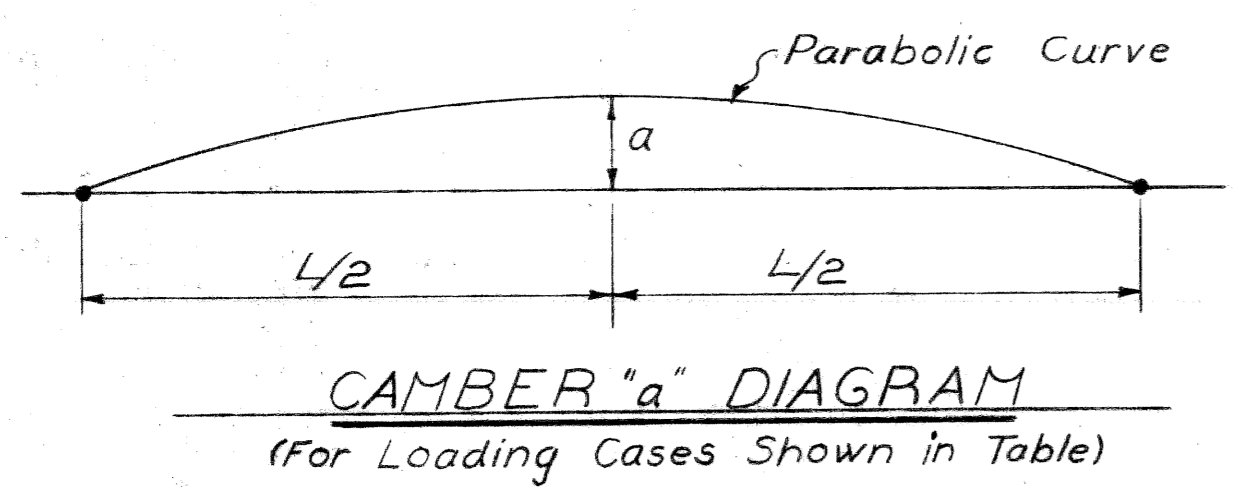 Parabolic Curve
a
L/2 L/2
CAMBER "a" DIAGRAM
(For Loading Cases Shown in Table)